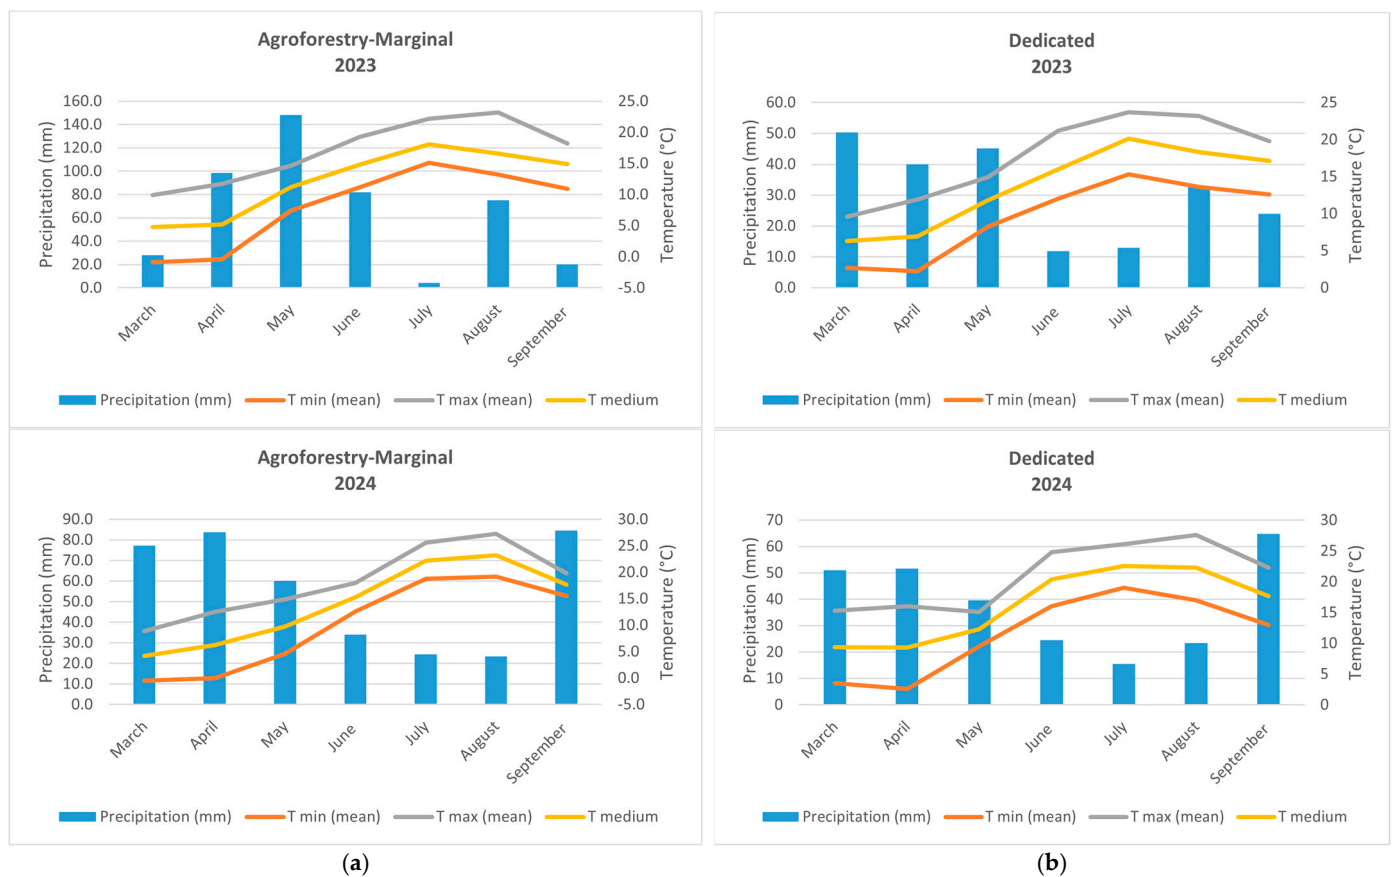 Agroforestry-Marginal
2023
Precipitation (mm)
160.0
140.0
120.0
100.0
80.0
60.0
40.0
20.0
0.0
25.0
20.0
15.0
10.0
5.0
0.0
-5.0
Temperature (°C)
March
April
May
June
July
August
September
Precipitation (mm) T min (mean) T max (mean) T medium
Dedicated
2023
Precipitation (mm)
60.0
50.0
40.0
30.0
20.0
10.0
0.0
25
20
15
10
5
0
Temperature (°C)
March
April
May
June
July
August
September
Precipitation (mm) T min (mean) T max (mean) T medium
Agroforestry-Marginal
2024
Precipitation (mm)
90.0
80.0
70.0
60.0
50.0
40.0
30.0
20.0
10.0
0.0
30.0
25.0
20.0
15.0
10.0
5.0
0.0
-5.0
Temperature (°C)
March
April
May
June
July
August
September
Precipitation (mm) T min (mean) T max (mean) T medium
Dedicated
2024
Precipitation (mm)
70
60
50
40
30
20
10
0
30
25
20
15
10
5
0
Temperature (°C)
March
April
May
June
July
August
September
Precipitation (mm) T min (mean) T max (mean) T medium
(a)
(b)